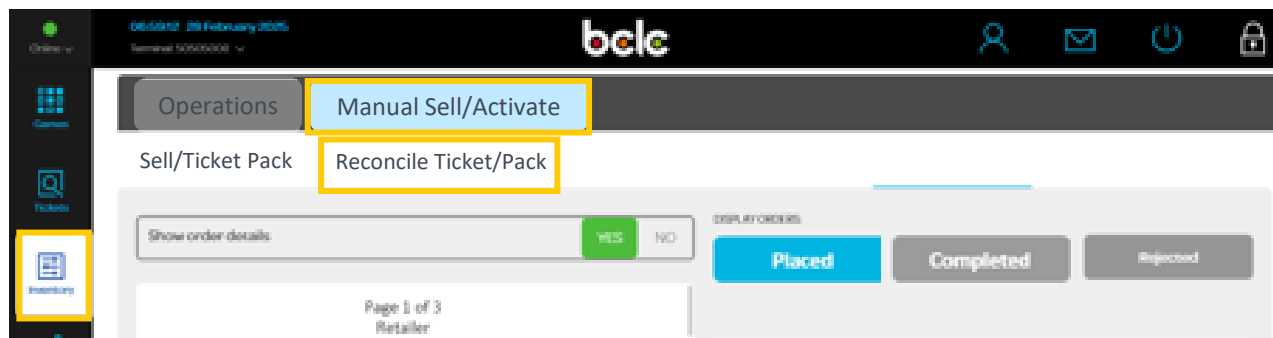 06:59:12 28 February 2025
Online
bclc
Games
Operations
Manual Sell/Activate
Sell/Ticket Pack
Reconcile Ticket/Pack
Tickets
Show order details
YES
NO
DISPLAY ORDERS
Placed
Completed
Rejected
Inventory
Page 1 of 3
Retailer